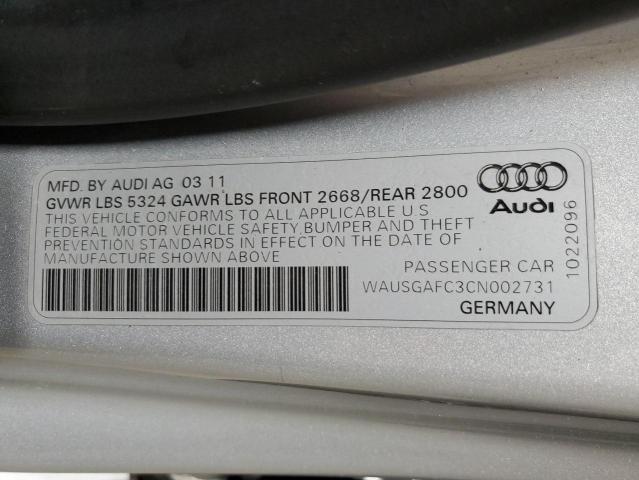 MFD. BY AUDI AG 03 11
GVWR LBS 5324 GAWR LBS FRONT 2668/REAR 2800
THIS VEHICLE CONFORMS TO ALL APPLICABLE U.S
FEDERAL MOTOR VEHICLE SAFETY,BUMPER AND THEFT
PREVENTION STANDARDS IN EFFECT ON THE DATE OF
MANUFACTURE SHOWN ABOVE
Audi
PASSENGER CAR
WAUSGAFC3CN002731
GERMANY
1022096